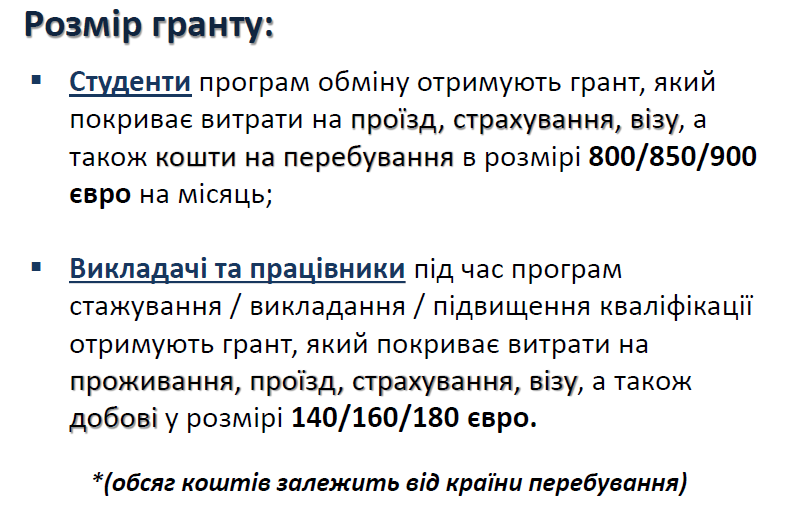 Розмір гранту:
▪ Студенти програм обміну отримують грант, який
покриває витрати на проїзд, страхування, візу, а
також кошти на перебування в розмірі 800/850/900
євро на місяць;
▪ Викладачі та працівники під час програм
стажування / викладання / підвищення кваліфікації
отримують грант, який покриває витрати на
проживання, проїзд, страхування, візу, а також
добові у розмірі 140/160/180 євро.
*(обсяг коштів залежить від країни перебування)